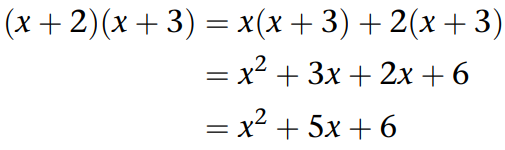 (x + 2)(x + 3) = x(x + 3) + 2(x + 3)
= x² + 3x + 2x + 6
= x² + 5x + 6